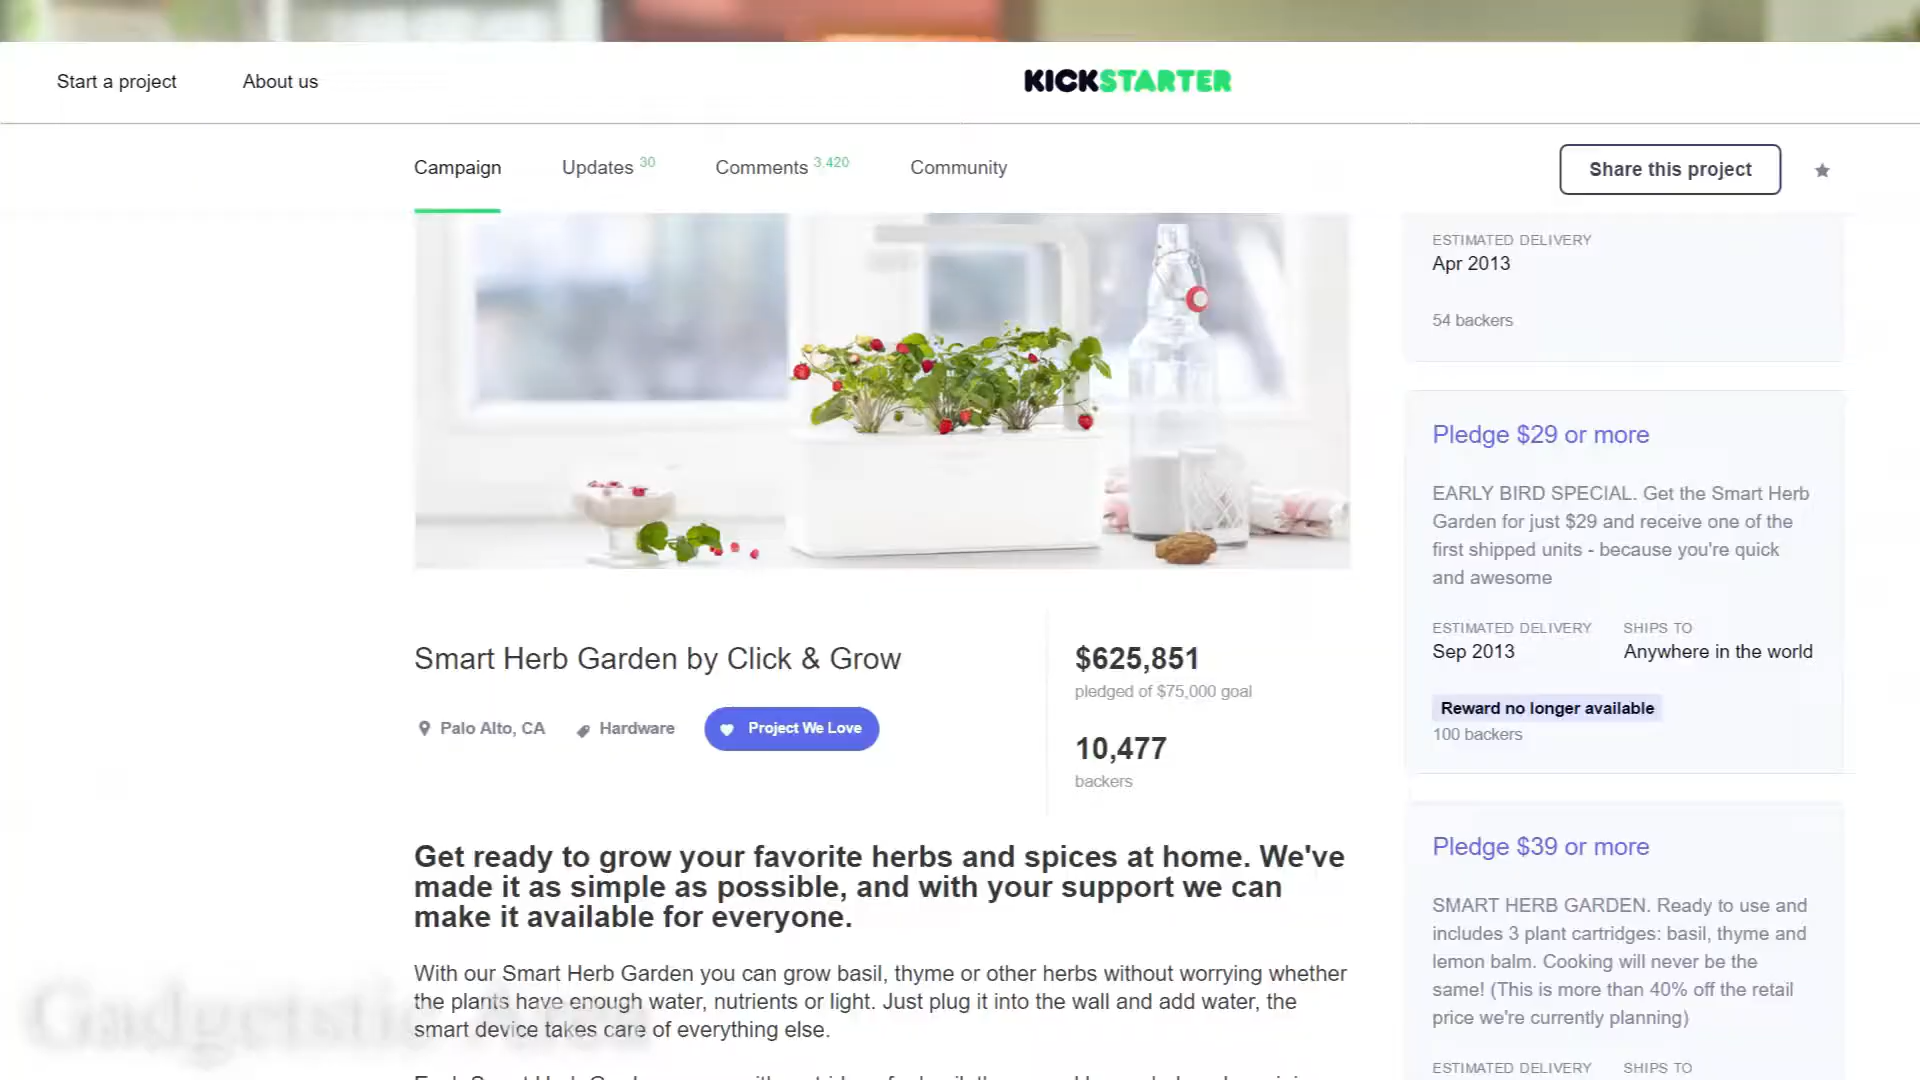 Start a project
About us
KICKSTARTER
Campaign
Updates 30
Comments 3,420
Community
Share this project
Smart Herb Garden by Click & Grow
Palo Alto, CA
Hardware
Project We Love
$625,851
pledged of $75,000 goal
10,477
backers
Get ready to grow your favorite herbs and spices at home. We've
made it as simple as possible, and with your support we can
make it available for everyone.
With our Smart Herb Garden you can grow basil, thyme or other herbs without worrying whether
the plants have enough water, nutrients or light. Just plug it into the wall and add water, the
smart device takes care of everything else.
ESTIMATED DELIVERY
Apr 2013
54 backers
Pledge $29 or more
EARLY BIRD SPECIAL. Get the Smart Herb
Garden for just $29 and receive one of the
first shipped units - because you're quick
and awesome
ESTIMATED DELIVERY
SHIPS TO
Sep 2013
Anywhere in the world
Reward no longer available
100 backers
Pledge $39 or more
SMART HERB GARDEN. Ready to use and
includes 3 plant cartridges: basil, thyme and
lemon balm. Cooking will never be the
same! (This is more than 40% off the retail
price we're currently planning)
ESTIMATED DELIVERY
SHIPS TO
Gadgetstic Area